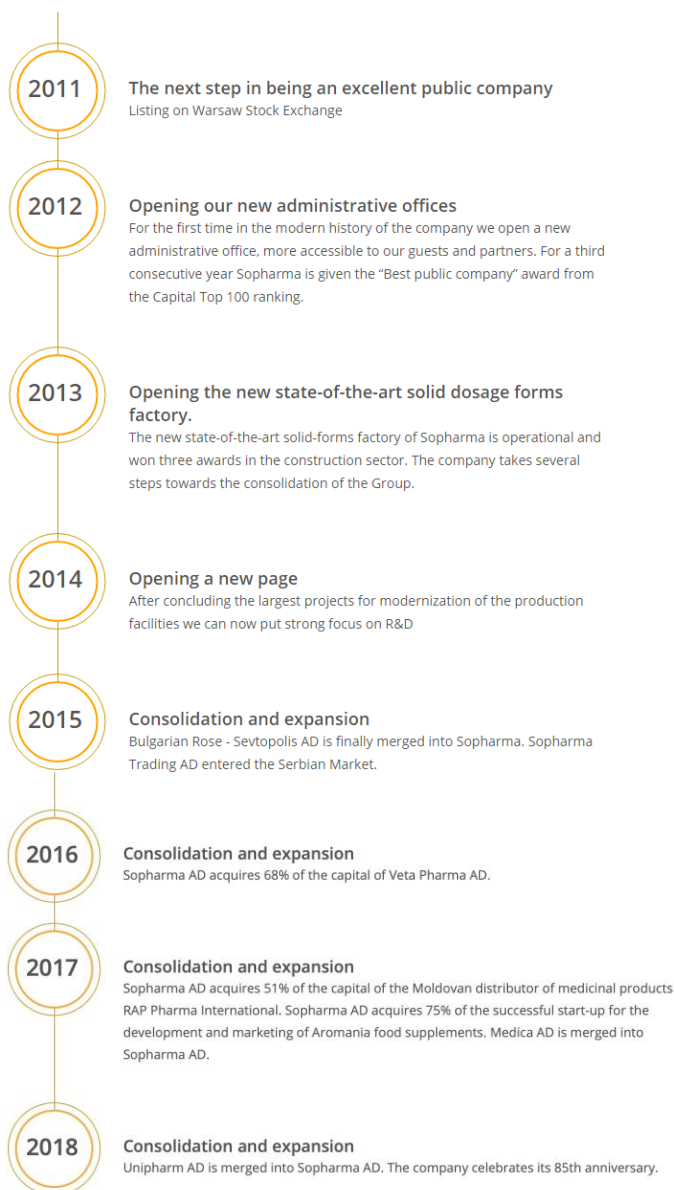 2011
The next step in being an excellent public company
Listing on Warsaw Stock Exchange
2012
Opening our new administrative offices
For the first time in the modern history of the company we open a new
administrative office, more accessible to our guests and partners. For a third
consecutive year Sopharma is given the “Best public company” award from
the Capital Top 100 ranking.
2013
Opening the new state-of-the-art solid dosage forms
factory.
The new state-of-the-art solid-forms factory of Sopharma is operational and
won three awards in the construction sector. The company takes several
steps towards the consolidation of the Group.
2014
Opening a new page
After concluding the largest projects for modernization of the production
facilities we can now put strong focus on R&D
2015
Consolidation and expansion
Bulgarian Rose - Sevtopolis AD is finally merged into Sopharma. Sopharma
Trading AD entered the Serbian Market.
2016
Consolidation and expansion
Sopharma AD acquires 68% of the capital of Veta Pharma AD.
2017
Consolidation and expansion
Sopharma AD acquires 51% of the capital of the Moldovan distributor of medicinal products
RAP Pharma International. Sopharma AD acquires 75% of the successful start-up for the
development and marketing of Aromania food supplements. Medica AD is merged into
Sopharma AD.
2018
Consolidation and expansion
Unipharm AD is merged into Sopharma AD. The company celebrates its 85th anniversary.